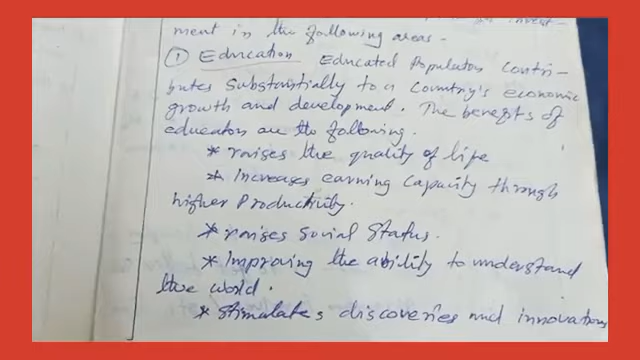 invest-
ment in the following areas-
① Education Educated Population contri-
butes substantially to a country's economic
growth and development. The benefits of
education are the following.
* raises the quality of life
* Increases earning capacity through
higher Productivity.
* raises Social Status.
* Improving the ability to understand
the world.
* Stimulates discoveries and innovations